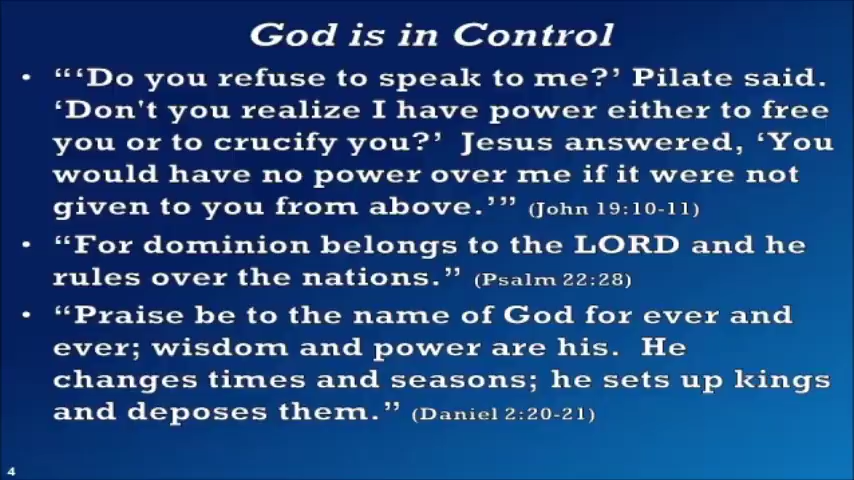 God is in Control
• “‘Do you refuse to speak to me?’ Pilate said.
‘Don't you realize I have power either to free
you or to crucify you?’  Jesus answered, ‘You
would have no power over me if it were not
given to you from above.’” (John 19:10-11)
• “For dominion belongs to the LORD and he
rules over the nations.” (Psalm 22:28)
• “Praise be to the name of God for ever and
ever; wisdom and power are his.  He
changes times and seasons; he sets up kings
and deposes them.” (Daniel 2:20-21)
4